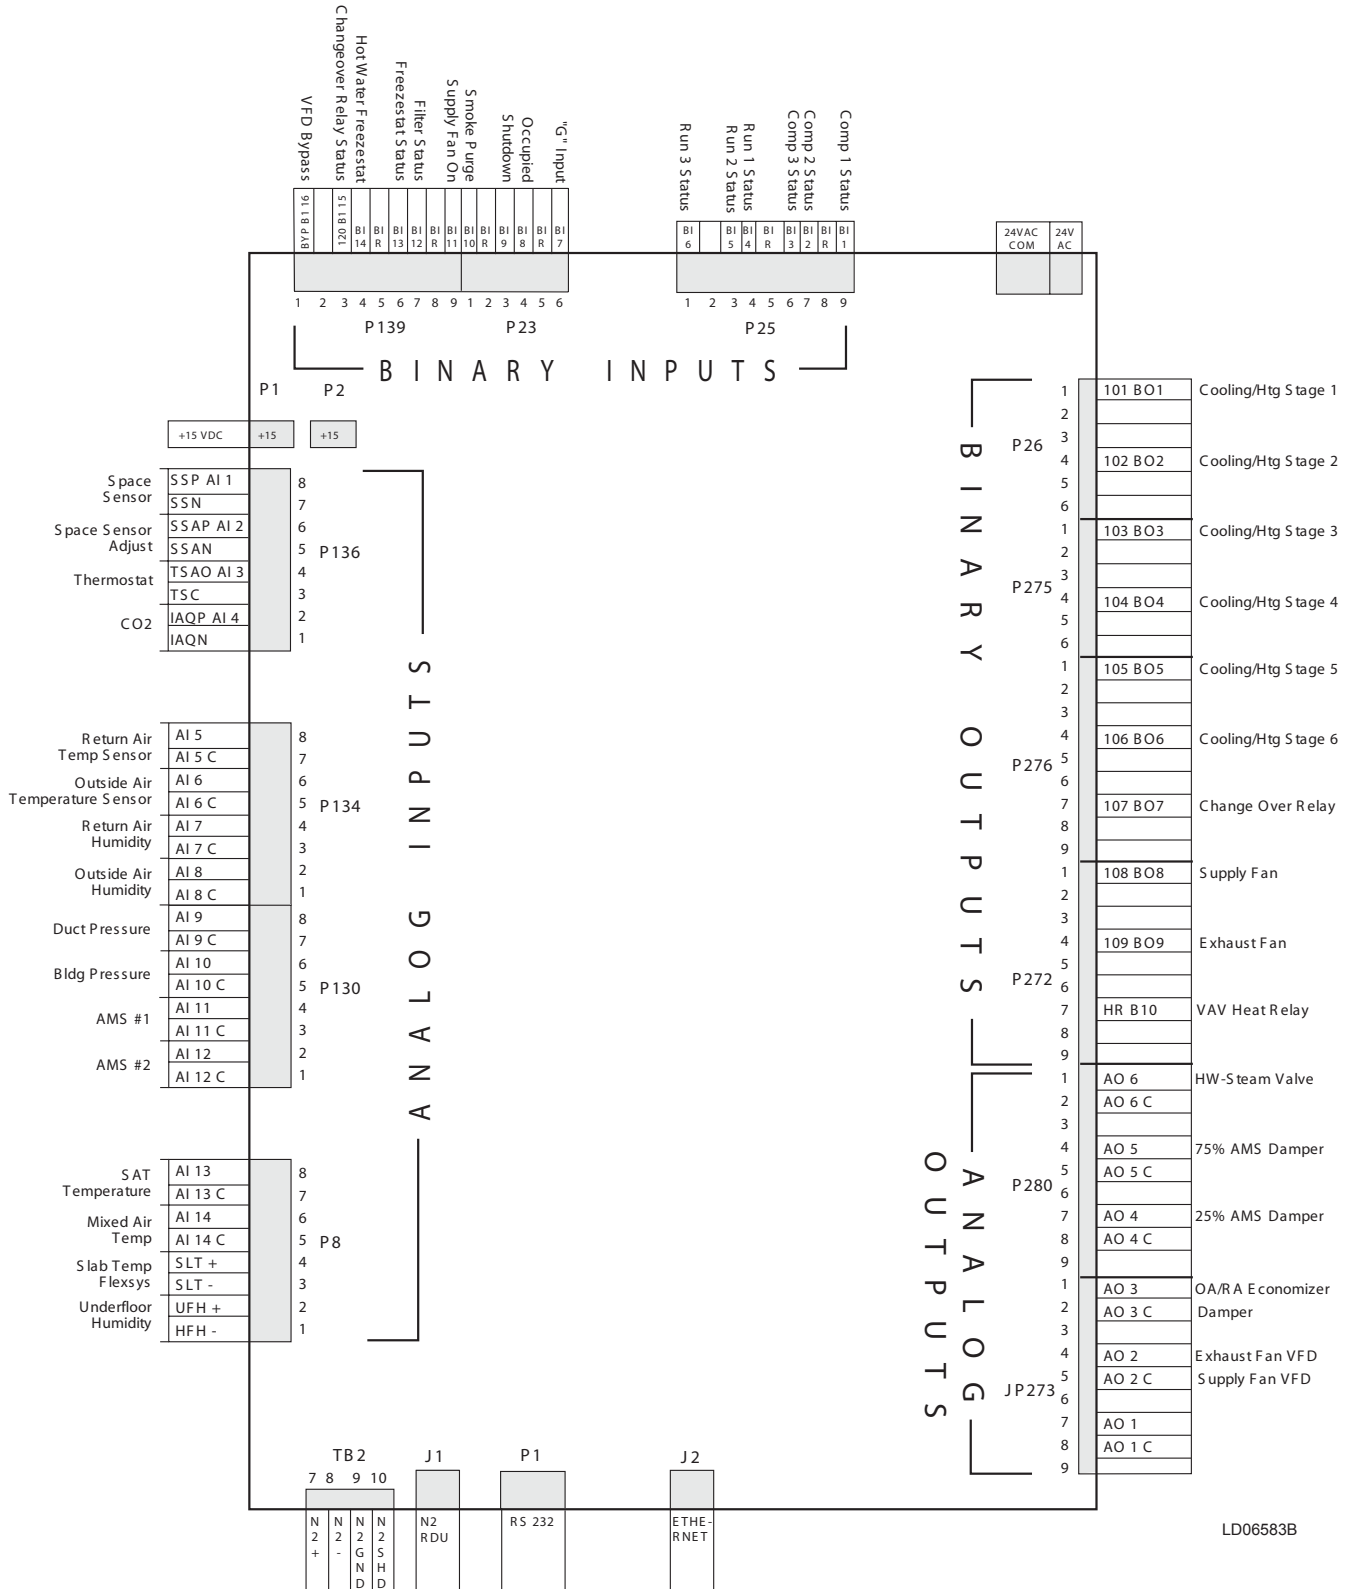 VFD Bypass
Changeover Relay Status
Hot Water Freezestat
Freezestat Status
Filter Status
Supply Fan On
Smoke Purge
Shutdown
Occupied
"G" Input
Run 3 Status
Run 2 Status
Run 1 Status
Comp 3 Status
Comp 2 Status
Comp 1 Status
BYP BI 16
120 BI 15
BI 14
BI R
BI 13
BI 12
BI R
BI 11
BI 10
BI R
BI 9
BI 8
BI R
BI 7
BI 6
BI 5
BI 4
BI R
BI 3
BI 2
BI R
BI 1
24VAC COM
24V AC
1 2 3 4 5 6 7 8 9 1 2 3 4 5 6
1 2 3 4 5 6 7 8 9
P139
P23
P25
BINARY INPUTS
P1
P2
+15 VDC
+15
+15
Space
Sensor
SSP AI 1
8
SSN
7
Space Sensor
Adjust
SSAP AI 2
6
SSAN
5
P136
Thermostat
TSAO AI 3
4
TSC
3
CO2
IAQP AI 4
2
IAQN
1
Return Air
Temp Sensor
AI 5
8
AI 5 C
7
Outside Air
Temperature Sensor
AI 6
6
AI 6 C
5
P134
Return Air
Humidity
AI 7
4
AI 7 C
3
Outside Air
Humidity
AI 8
2
AI 8 C
1
Duct Pressure
AI 9
8
AI 9 C
7
Bldg Pressure
AI 10
6
AI 10 C
5
P130
AMS #1
AI 11
4
AI 11 C
3
AMS #2
AI 12
2
AI 12 C
1
SAT
Temperature
AI 13
8
AI 13 C
7
Mixed Air
Temp
AI 14
6
AI 14 C
5
P8
Slab Temp
Flexsys
SLT +
4
SLT -
3
Underfloor
Humidity
UFH +
2
HFH -
1
ANALOG INPUTS
BINARY OUTPUTS
P26
1
101 BO1
Cooling/Htg Stage 1
2
3
4
102 BO2
Cooling/Htg Stage 2
5
6
P275
1
103 BO3
Cooling/Htg Stage 3
2
3
4
104 BO4
Cooling/Htg Stage 4
5
6
P276
1
105 BO5
Cooling/Htg Stage 5
2
3
4
106 BO6
Cooling/Htg Stage 6
5
6
7
107 BO7
Change Over Relay
8
9
P272
1
108 BO8
Supply Fan
2
3
4
109 BO9
Exhaust Fan
5
6
7
HR B10
VAV Heat Relay
8
9
ANALOG
OUTPUTS
P280
1
AO 6
HW-Steam Valve
2
AO 6 C
3
4
AO 5
75% AMS Damper
5
AO 5 C
6
7
AO 4
25% AMS Damper
8
AO 4 C
9
JP273
1
AO 3
OA/RA Economizer
2
AO 3 C
Damper
3
4
AO 2
Exhaust Fan VFD
5
AO 2 C
Supply Fan VFD
6
7
AO 1
8
AO 1 C
9
TB2
J1
P1
J2
7 8 9 10
N2+
N2-
N2GND
N2SHD
N2
RDU
RS 232
ETHE-
RNET
LD06583B